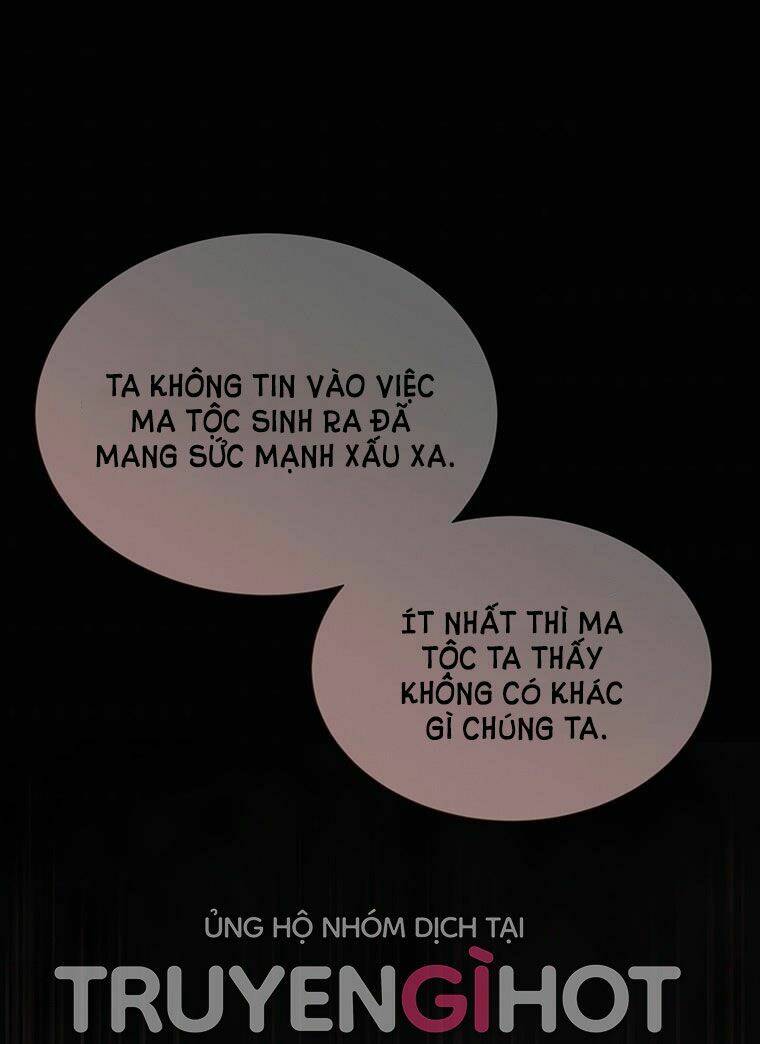 TA KHÔNG TIN VÀO VIỆC
MA TỘC SINH RA ĐÃ
MANG SỨC MẠNH XẤU XA.
ÍT NHẤT THÌ MA
TỘC TA THẤY
KHÔNG CÓ KHÁC
GÌ CHÚNG TA.
ỦNG HỘ NHÓM DỊCH TẠI
TRUYENGÌHOT